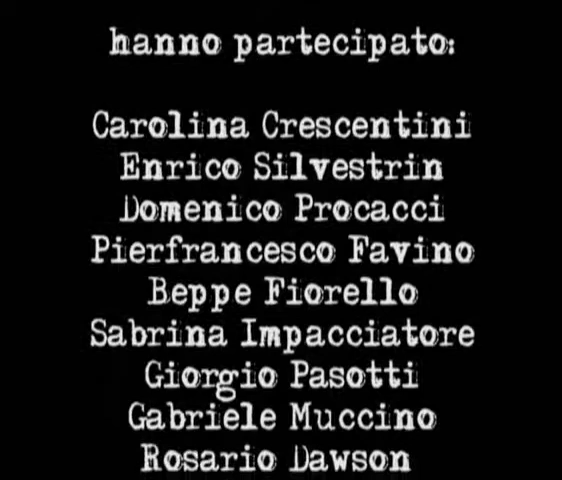 hanno partecipato:
Carolina Crescentini
Enrico Silvestrin
Domenico Procacci
Pierfrancesco Favino
Beppe Fiorello
Sabrina Impacciatore
Giorgio Pasotti
Gabriele Muccino
Rosario Dawson